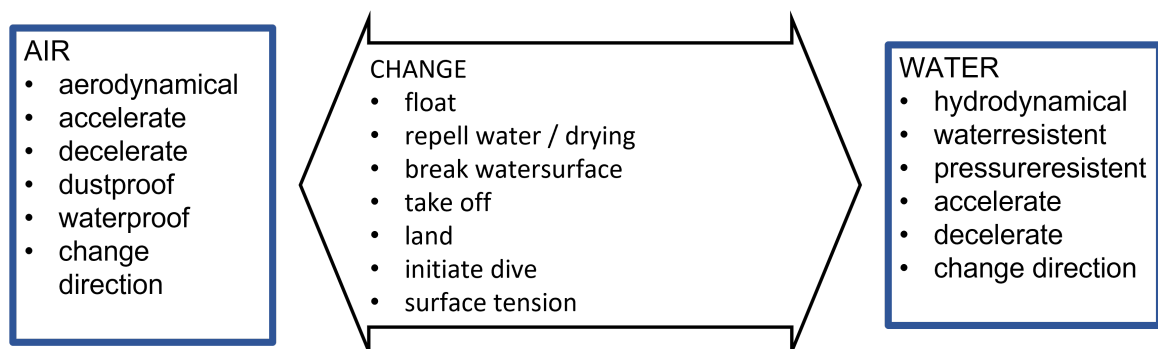 AIR
• aerodynamical
• accelerate
• decelerate
• dustproof
• waterproof
• change
direction
CHANGE
• float
• repell water / drying
• break watersurface
• take off
• land
• initiate dive
• surface tension
WATER
• hydrodynamical
• waterresistent
• pressureresistent
• accelerate
• decelerate
• change direction